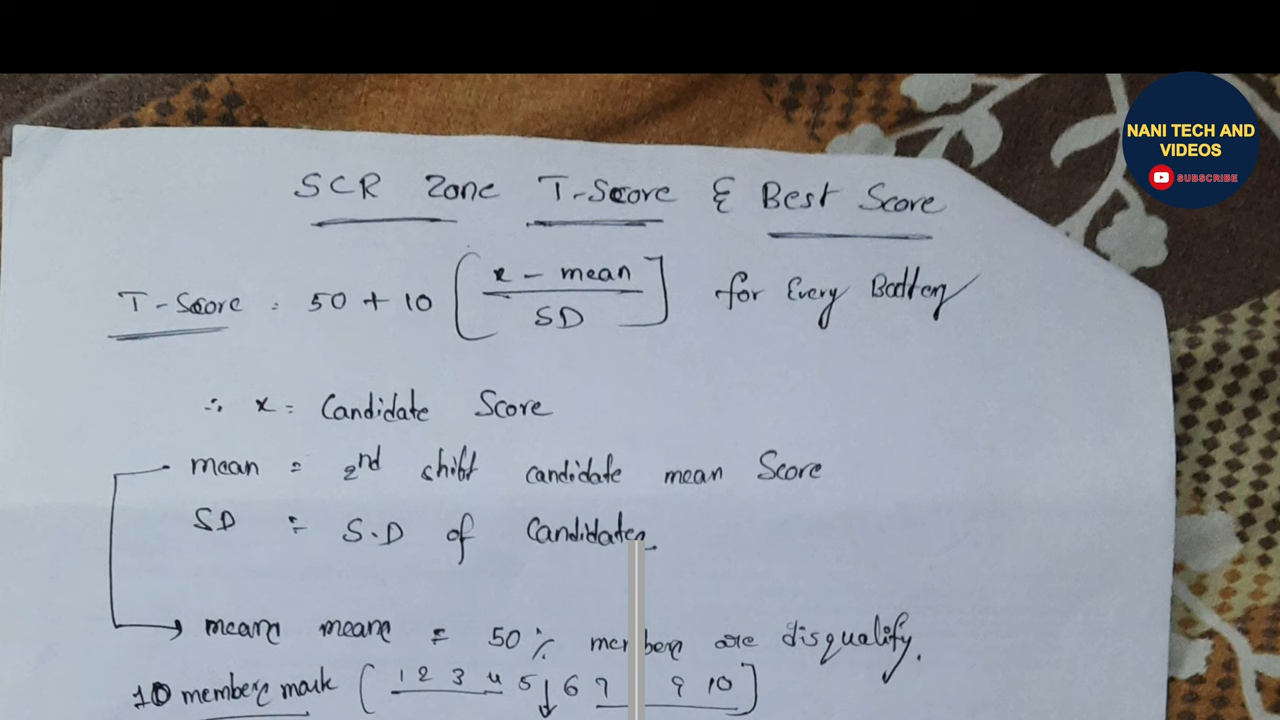 NANI TECH AND
VIDEOS
SUBSCRIBE
SCR Zone T-Score & Best Score
T-Score = 50 + 10 [ x - mean / SD ] for Every Battery
∴ x = Candidate Score
mean = 2nd shift candidate mean Score
SD = S.D of Candidates
→ means means = 50% members are disqualify.
10 members mark ( 1 2 3 4 5 ↓ 6 7 9 10 ]